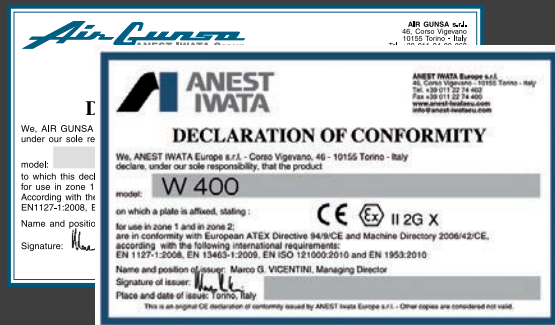 Air Gunsa
ANEST IWATA Group
AIR GUNSA s.r.l.
46, Corso Vigevano
10155 Torino - Italy
We, AIR GUNSA
under our sole re
model:
to which this decl
for use in zone 1
According with the
EN1127-1:2008, E
Name and positio
Signature:
ANEST
IWATA
ANEST IWATA Europe s.r.l.
46, Corso Vigevano - 10155 Torino - Italy
Tel. +39 011 22 74 402
Fax +39 011 22 74 400
www.anest-iwataeu.com
info@anest-iwataeu.com
DECLARATION OF CONFORMITY
We, ANEST IWATA Europe s.r.l. - Corso Vigevano, 46 - 10155 Torino - Italy
declare, under our sole responsibility, that the product
model: W 400
on which a plate is affixed, stating :
CE Ex II 2G X
for use in zone 1 and in zone 2;
are in conformity with European ATEX Directive 94/9/CE and Machine Directory 2006/42/CE,
according with the following international requirements:
EN 1127-1:2008, EN 13463-1:2009, EN ISO 121000:2010 and EN 1953:2010
Name and position of issuer: Marco G. VICENTINI, Managing Director
Signature of issuer:
Place and date of issue: Torino, Italy
This is an original CE declaration of conformity issued by ANEST Iwata Europe s.r.l. - Other copies are considered not valid.